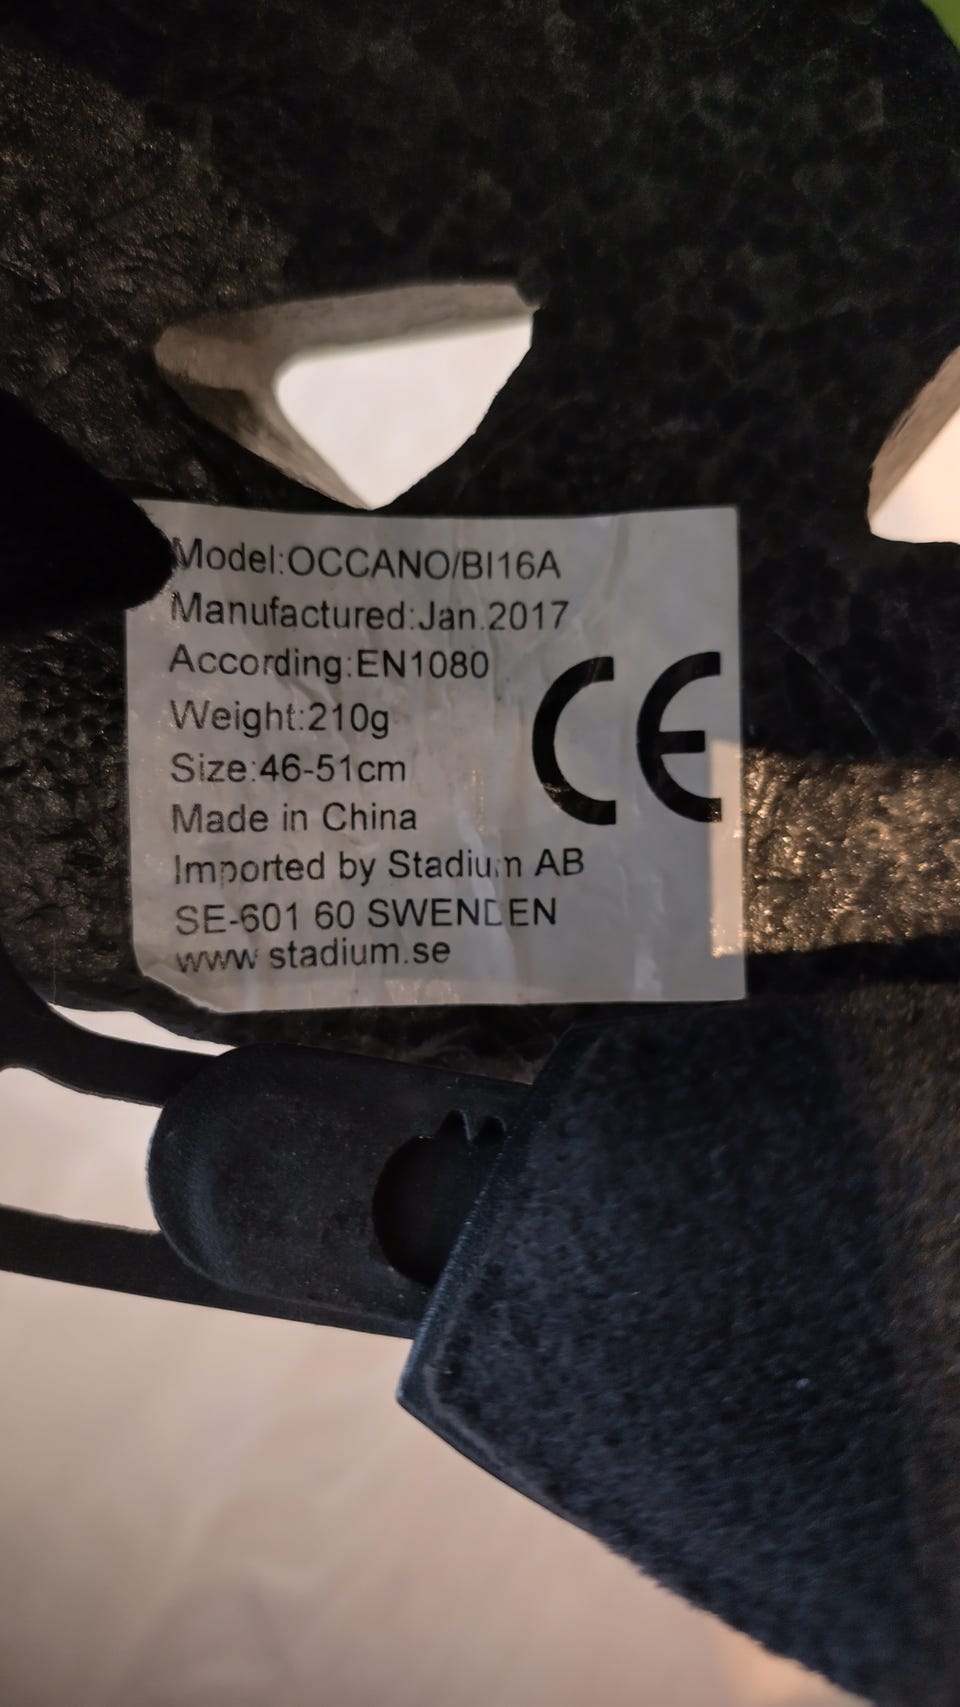 Model:OCCANO/BI16A
Manufactured:Jan.2017
According:EN1080
Weight:210g
Size:46-51cm
Made in China
Imported by Stadium AB
SE-601 60 SWENDEN
www.stadium.se
CE